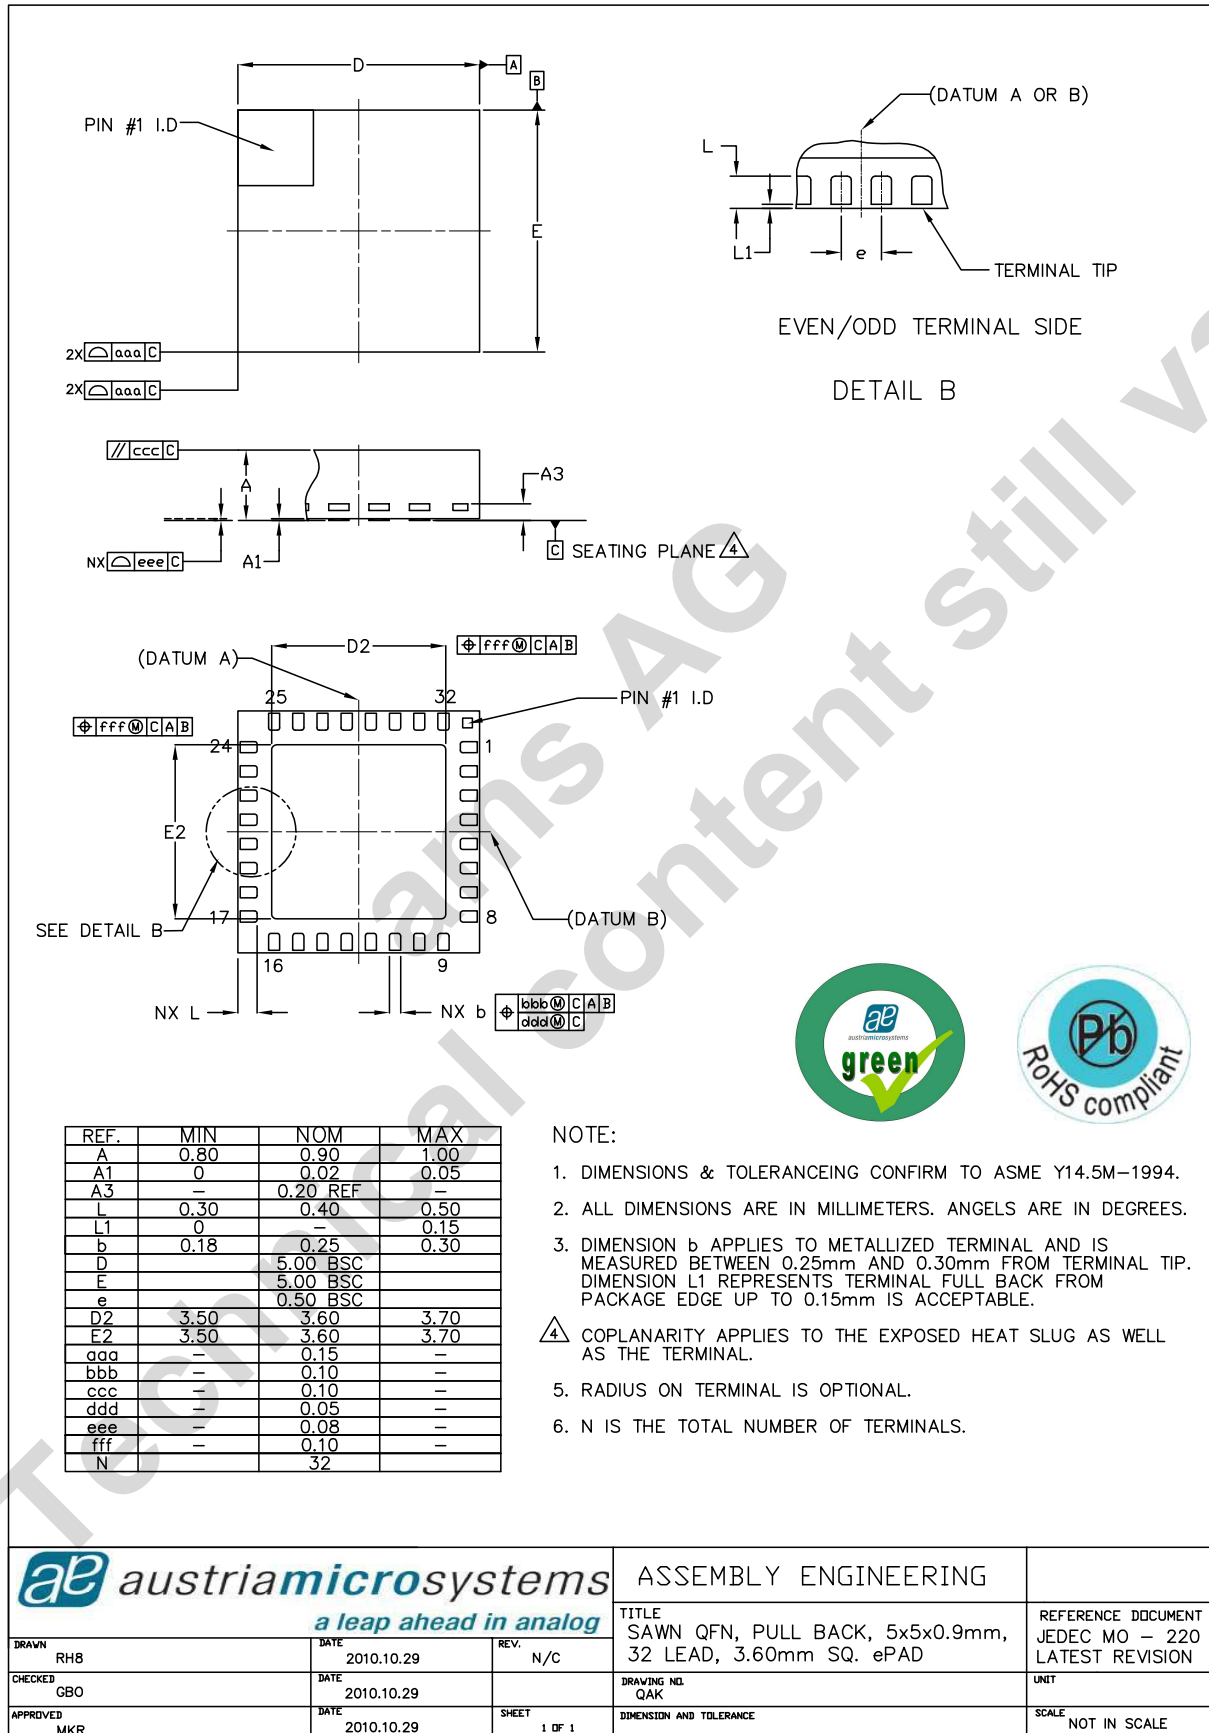 D
A
B
PIN #1 I.D
E
2X aaa C
2X aaa C
(DATUM A OR B)
L
L1
e
TERMINAL TIP
EVEN/ODD TERMINAL SIDE
DETAIL B
// ccc C
A
A3
NX eee C
A1
C SEATING PLANE 4
(DATUM A)
D2
fff M C A B
25
32
PIN #1 I.D
fff M C A B
24
1
E2
SEE DETAIL B
17
8
(DATUM B)
16
9
NX L
NX b
bbb M C A B
ddd M C
ae
austriamicrosystems
green
Pb
RoHS compliant
REF. MIN NOM MAX
A 0.80 0.90 1.00
A1 0 0.02 0.05
A3 – 0.20 REF –
L 0.30 0.40 0.50
L1 0 – 0.15
b 0.18 0.25 0.30
D 5.00 BSC
E 5.00 BSC
e 0.50 BSC
D2 3.50 3.60 3.70
E2 3.50 3.60 3.70
aaa – 0.15 –
bbb – 0.10 –
ccc – 0.10 –
ddd – 0.05 –
eee – 0.08 –
fff – 0.10 –
N 32
NOTE:
1. DIMENSIONS & TOLERANCEING CONFIRM TO ASME Y14.5M–1994.
2. ALL DIMENSIONS ARE IN MILLIMETERS. ANGELS ARE IN DEGREES.
3. DIMENSION b APPLIES TO METALLIZED TERMINAL AND IS
MEASURED BETWEEN 0.25mm AND 0.30mm FROM TERMINAL TIP.
DIMENSION L1 REPRESENTS TERMINAL FULL BACK FROM
PACKAGE EDGE UP TO 0.15mm IS ACCEPTABLE.
4 COPLANARITY APPLIES TO THE EXPOSED HEAT SLUG AS WELL
AS THE TERMINAL.
5. RADIUS ON TERMINAL IS OPTIONAL.
6. N IS THE TOTAL NUMBER OF TERMINALS.
ams AG
Technical content still va
ae austriamicrosystems
a leap ahead in analog
ASSEMBLY ENGINEERING
TITLE
SAWN QFN, PULL BACK, 5x5x0.9mm,
32 LEAD, 3.60mm SQ. ePAD
REFERENCE DOCUMENT
JEDEC MO – 220
LATEST REVISION
DRAWN
RH8
DATE
2010.10.29
REV.
N/C
CHECKED
GBO
DATE
2010.10.29
DRAWING NO.
QAK
UNIT
APPROVED
MKR
DATE
2010.10.29
SHEET
1 OF 1
DIMENSION AND TOLERANCE
SCALE
NOT IN SCALE